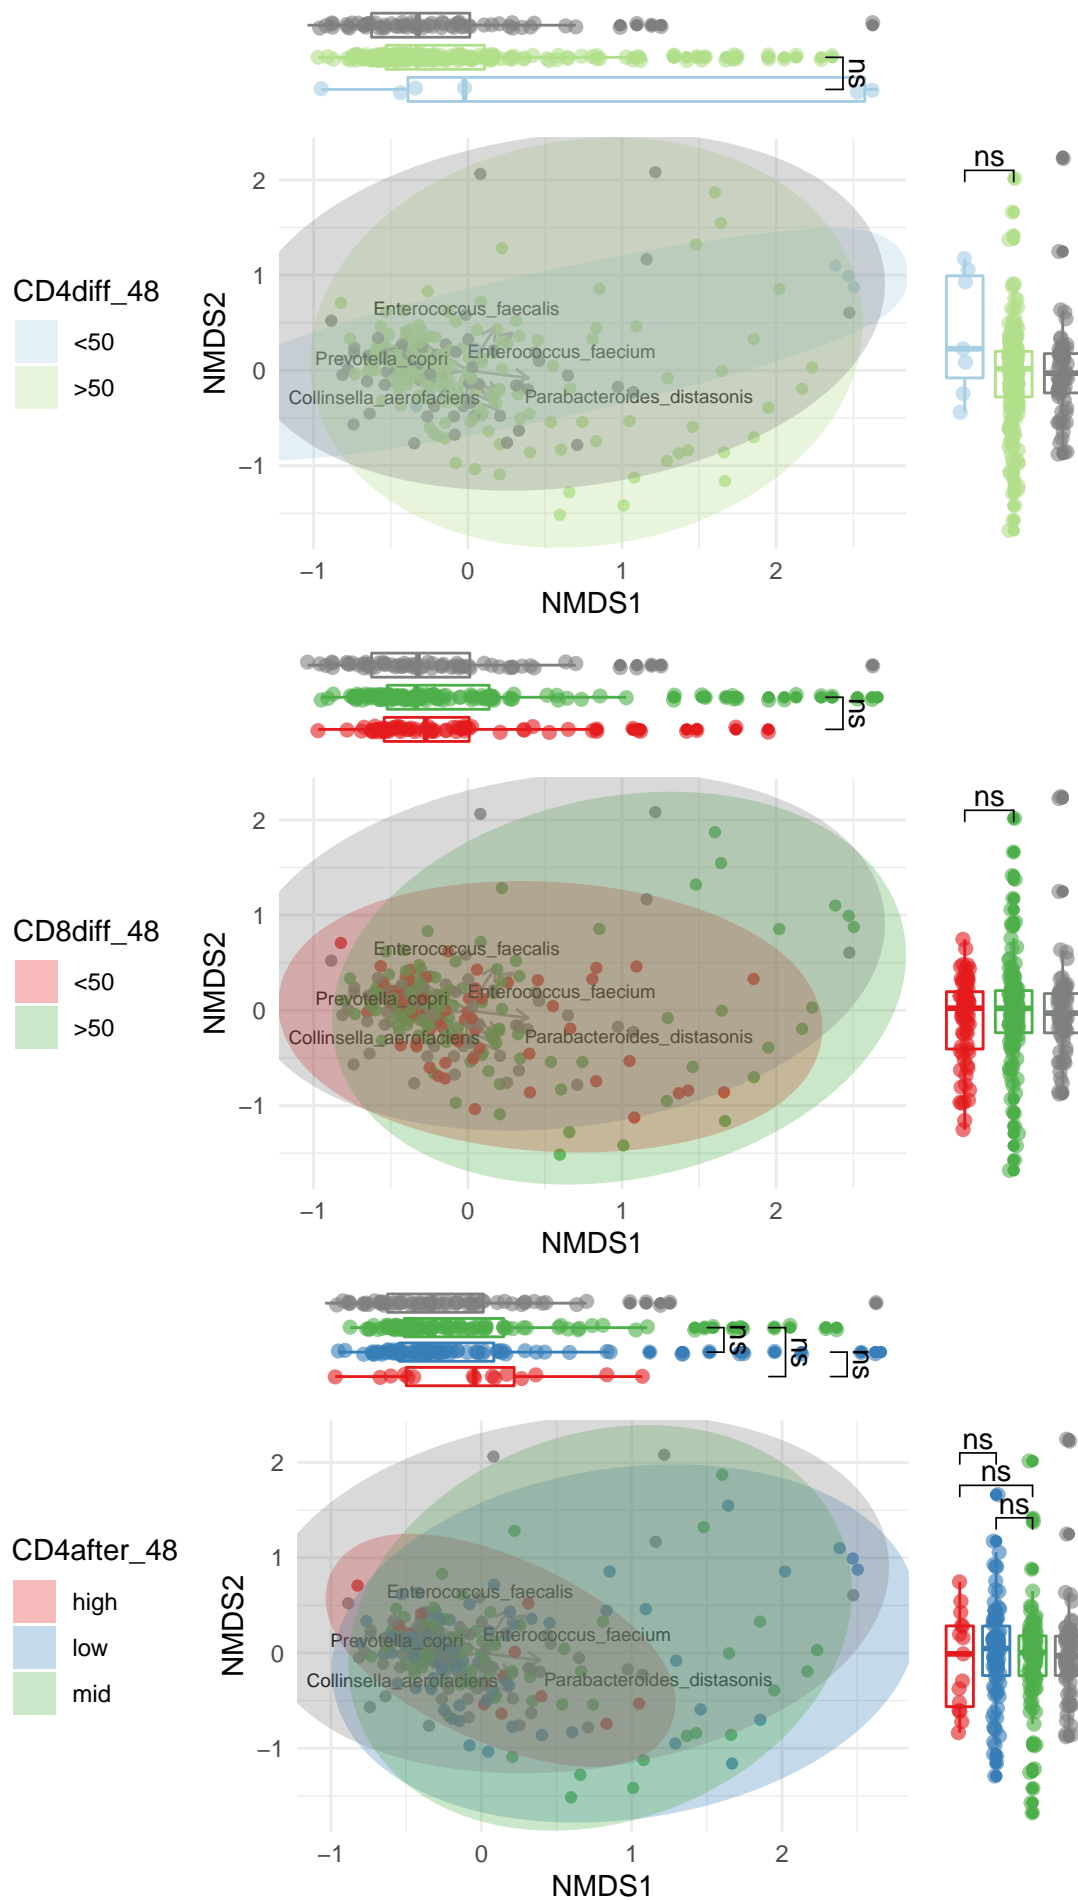 ns
ns
2
1
0
−1
NMDS2
CD4diff_48
<50
>50
Enterococcus_faecalis
Prevotella_copri
Enterococcus_faecium
Collinsella_aerofaciens
Parabacteroides_distasonis
−1
0
1
2
NMDS1
ns
ns
2
1
0
−1
NMDS2
CD8diff_48
<50
>50
Enterococcus_faecalis
Prevotella_copri
Enterococcus_faecium
Collinsella_aerofaciens
Parabacteroides_distasonis
−1
0
1
2
NMDS1
ns
ns
ns
ns
ns
ns
2
1
0
−1
NMDS2
CD4after_48
high
low
mid
Enterococcus_faecalis
Prevotella_copri
Enterococcus_faecium
Collinsella_aerofaciens
Parabacteroides_distasonis
−1
0
1
2
NMDS1